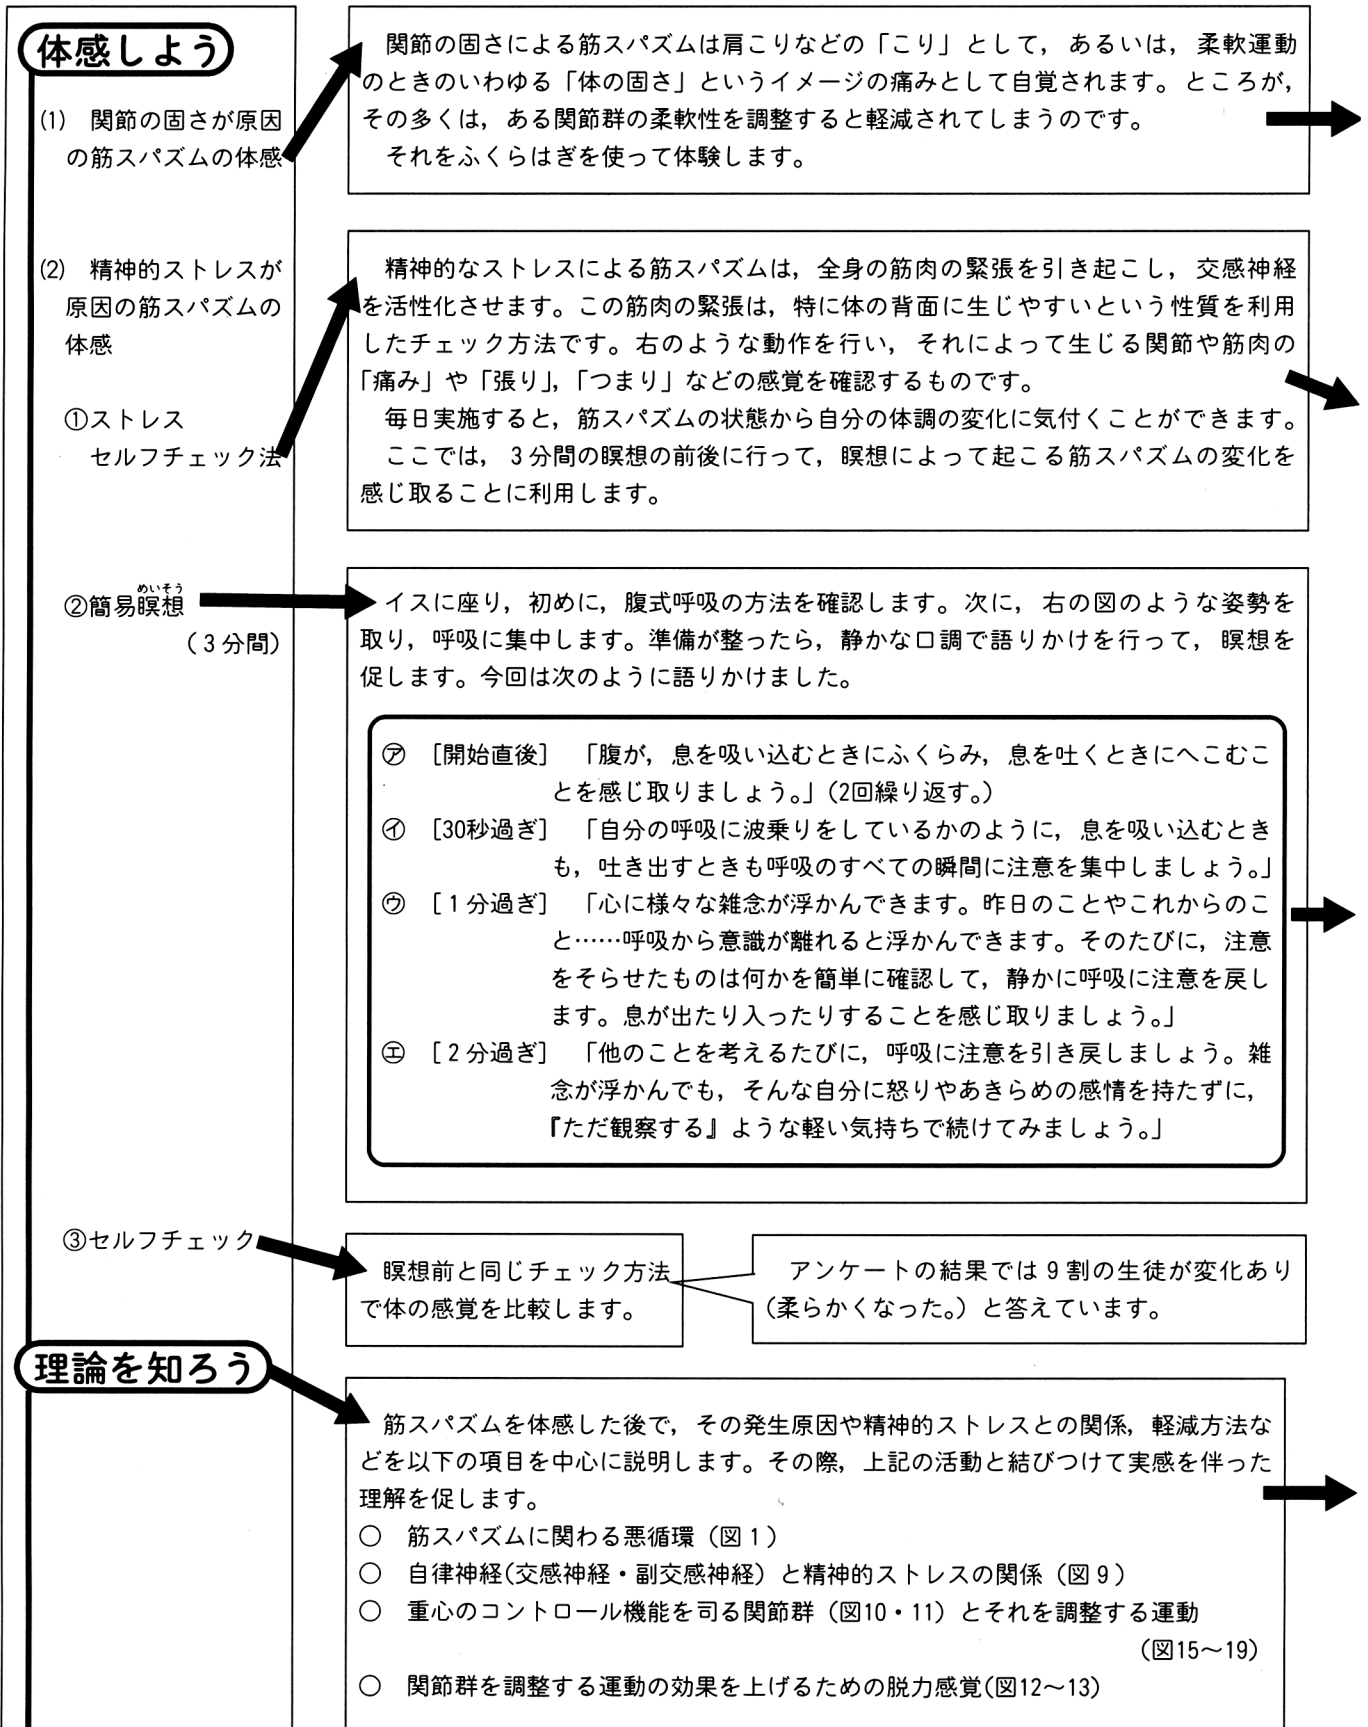 体感しよう
(1)　関節の固さが原因
の筋スパズムの体感
関節の固さによる筋スパズムは肩こりなどの「こり」として，あるいは，柔軟運動
のときのいわゆる「体の固さ」というイメージの痛みとして自覚されます。ところが，
その多くは，ある関節群の柔軟性を調整すると軽減されてしまうのです。
それをふくらはぎを使って体験します。
(2)　精神的ストレスが
原因の筋スパズムの
体感
①ストレス
セルフチェック法
精神的なストレスによる筋スパズムは，全身の筋肉の緊張を引き起こし，交感神経
を活性化させます。この筋肉の緊張は，特に体の背面に生じやすいという性質を利用
したチェック方法です。右のような動作を行い，それによって生じる関節や筋肉の
「痛み」や「張り」，「つまり」などの感覚を確認するものです。
毎日実施すると，筋スパズムの状態から自分の体調の変化に気付くことができます。
ここでは，3分間の瞑想の前後に行って，瞑想によって起こる筋スパズムの変化を
感じ取ることに利用します。
めいそう
②簡易瞑想
（3分間）
イスに座り，初めに，腹式呼吸の方法を確認します。次に，右の図のような姿勢を
取り，呼吸に集中します。準備が整ったら，静かな口調で語りかけを行って，瞑想を
促します。今回は次のように語りかけました。
㋐　［開始直後］　「腹が，息を吸い込むときにふくらみ，息を吐くときにへこむこ
とを感じ取りましょう。」（2回繰り返す。）
㋑　［30秒過ぎ］　「自分の呼吸に波乗りをしているかのように，息を吸い込むとき
も，吐き出すときも呼吸のすべての瞬間に注意を集中しましょう。」
㋒　［1分過ぎ］　「心に様々な雑念が浮かんできます。昨日のことやこれからのこ
と……呼吸から意識が離れると浮かんできます。そのたびに，注意
をそらせたものは何かを簡単に確認して，静かに呼吸に注意を戻し
ます。息が出たり入ったりすることを感じ取りましょう。」
㋓　［2分過ぎ］　「他のことを考えるたびに，呼吸に注意を引き戻しましょう。雑
念が浮かんでも，そんな自分に怒りやあきらめの感情を持たずに，
『ただ観察する』ような軽い気持ちで続けてみましょう。」
③セルフチェック
瞑想前と同じチェック方法
で体の感覚を比較します。
アンケートの結果では9割の生徒が変化あり
（柔らかくなった。）と答えています。
理論を知ろう
筋スパズムを体感した後で，その発生原因や精神的ストレスとの関係，軽減方法な
どを以下の項目を中心に説明します。その際，上記の活動と結びつけて実感を伴った
理解を促します。
○　筋スパズムに関わる悪循環（図1）
○　自律神経(交感神経・副交感神経）と精神的ストレスの関係（図9）
○　重心のコントロール機能を司る関節群（図10・11）とそれを調整する運動
（図15〜19）
○　関節群を調整する運動の効果を上げるための脱力感覚(図12〜13)